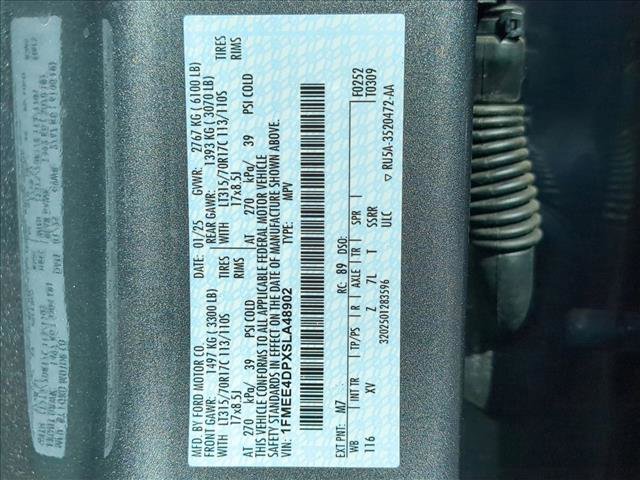 MFD. BY FORD MOTOR CO.
DATE: 01/25 GVWR: 2767 KG ( 6100 LB)
FRONT GAWR: 1497 KG ( 3300 LB) REAR GAWR: 1393 KG ( 3070 LB)
WITH LT315/70R17C 113/110S TIRES WITH LT315/70R17C 113/110S TIRES
17x8.5J RIMS 17x8.5J RIMS
AT 270 kPa/ 39 PSI COLD AT 270 kPa/ 39 PSI COLD
THIS VEHICLE CONFORMS TO ALL APPLICABLE FEDERAL MOTOR VEHICLE
SAFETY STANDARDS IN EFFECT ON THE DATE OF MANUFACTURE SHOWN ABOVE.
1FMEE4DPXSLA48902 MPV
F0252
T0309
EXT PNT: M7 RC: 89 DSO:
WB INT TR TP/PS R AXLE TR SPR
116 XV Z 7L T SSRR
ULC ▽ RU5A-3520472-AA
3202501283596